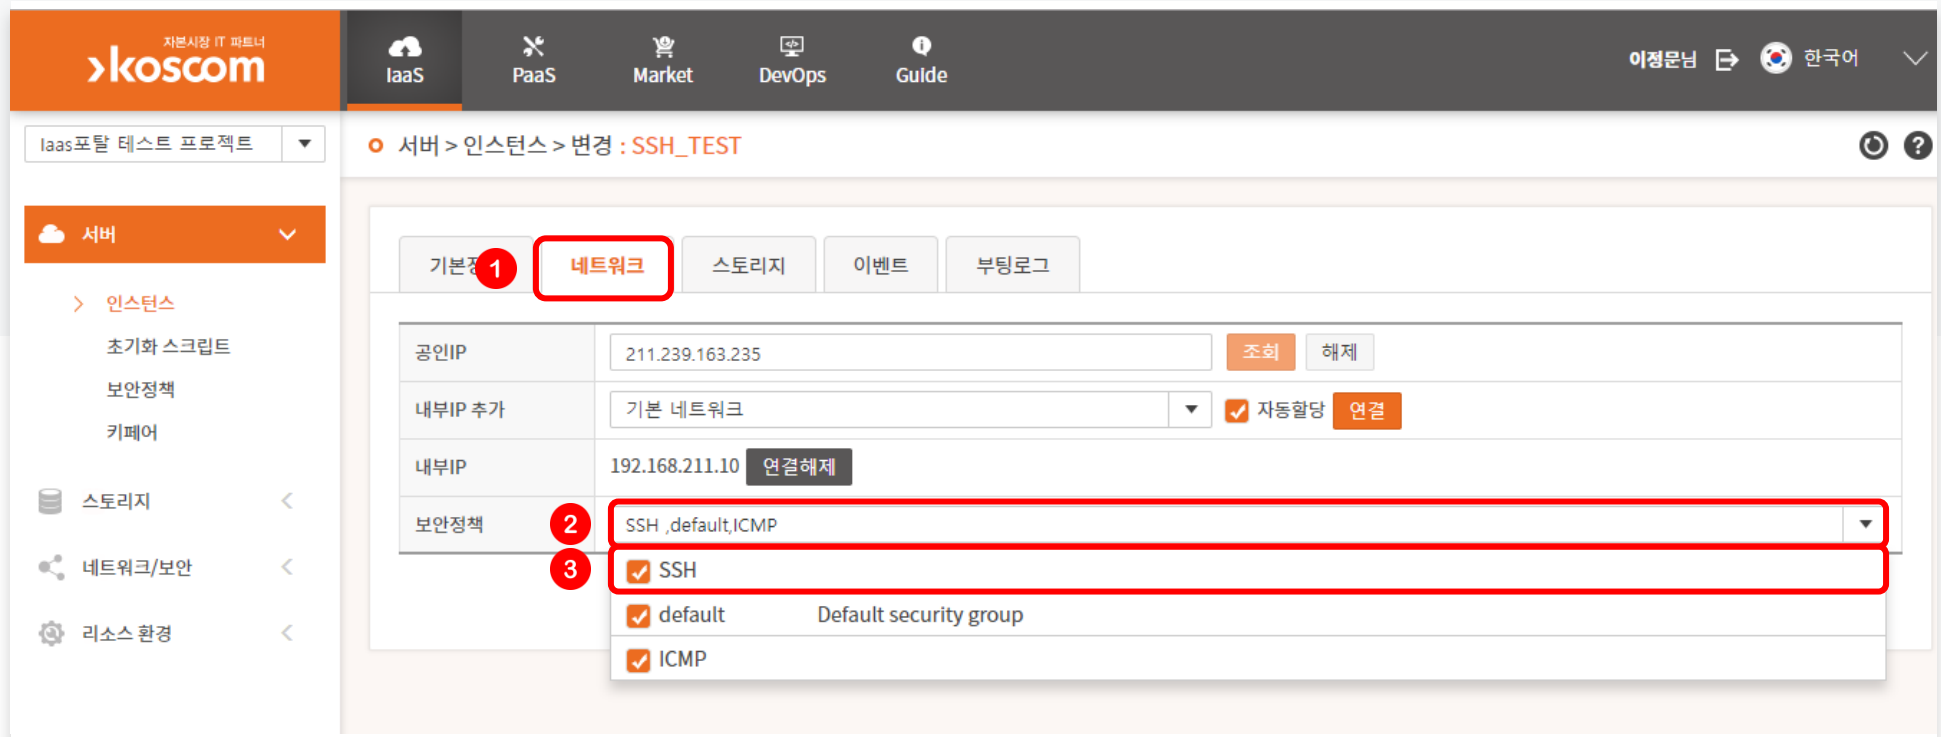 자본시장 IT 파트너
koscom
IaaS
PaaS
Market
DevOps
Guide
이정문님
한국어
Iaas포탈 테스트 프로젝트
서버 > 인스턴스 > 변경 : SSH_TEST
서버
인스턴스
초기화 스크립트
보안정책
키페어
스토리지
네트워크/보안
리소스 환경
1
네트워크
스토리지
이벤트
부팅로그
공인IP
211.239.163.235
조회
해제
내부IP 추가
기본 네트워크
자동할당
연결
내부IP
192.168.211.10
연결해제
보안정책
2
SSH ,default,ICMP
3
SSH
default Default security group
ICMP